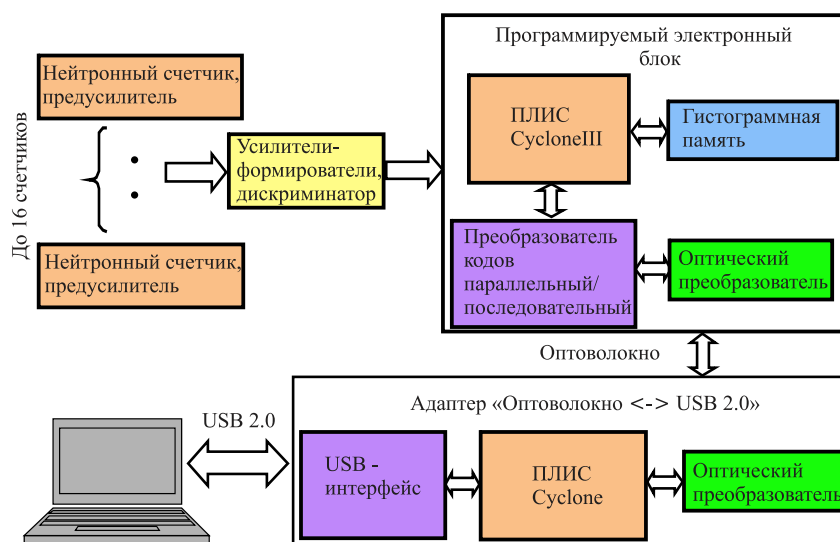 Нейтронный счетчик,
предусилитель
До 16 счетчиков
Нейтронный счетчик,
предусилитель
Усилители-
формирователи,
дискриминатор
Программируемый электронный
блок
ПЛИС
CycloneIII
Гистограммная
память
Преобразователь
кодов
параллельный/
последовательный
Оптический
преобразователь
Оптоволокно
Адаптер «Оптоволокно <-> USB 2.0»
USB 2.0
USB -
интерфейс
ПЛИС
Cyclone
Оптический
преобразователь